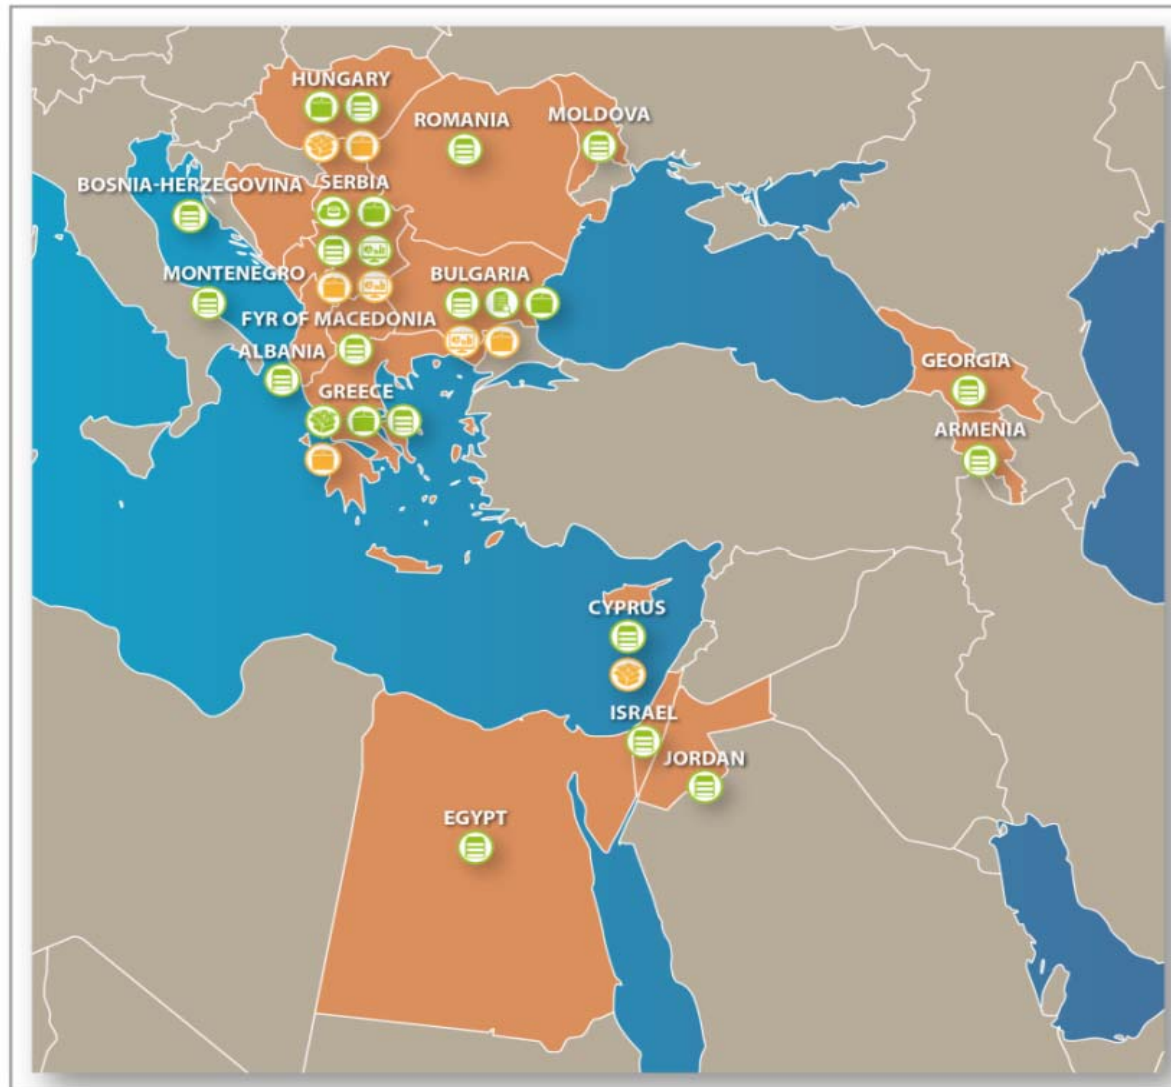 HUNGARY
ROMANIA
MOLDOVA
BOSNIA-HERZEGOVINA
SERBIA
MONTENEGRO
BULGARIA
FYR OF MACEDONIA
ALBANIA
GREECE
GEORGIA
ARMENIA
CYPRUS
ISRAEL
JORDAN
EGYPT